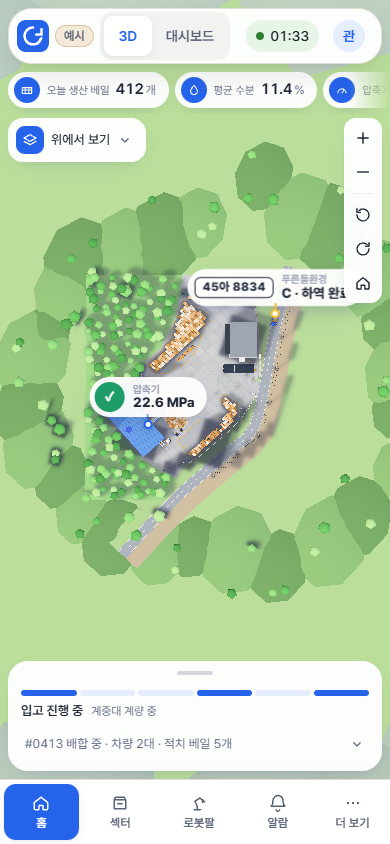 예시
3D
대시보드
01:33
관
오늘 생산 베일 412개
평균 수분 11.4%
위에서 보기
45아 8834
푸른들환경
C · 하역 완료
압축기
22.6 MPa
입고 진행 중 계중대 계량 중
#0413 배합 중 · 차량 2대 · 적치 베일 5개
홈
섹터
로봇팔
알람
더 보기